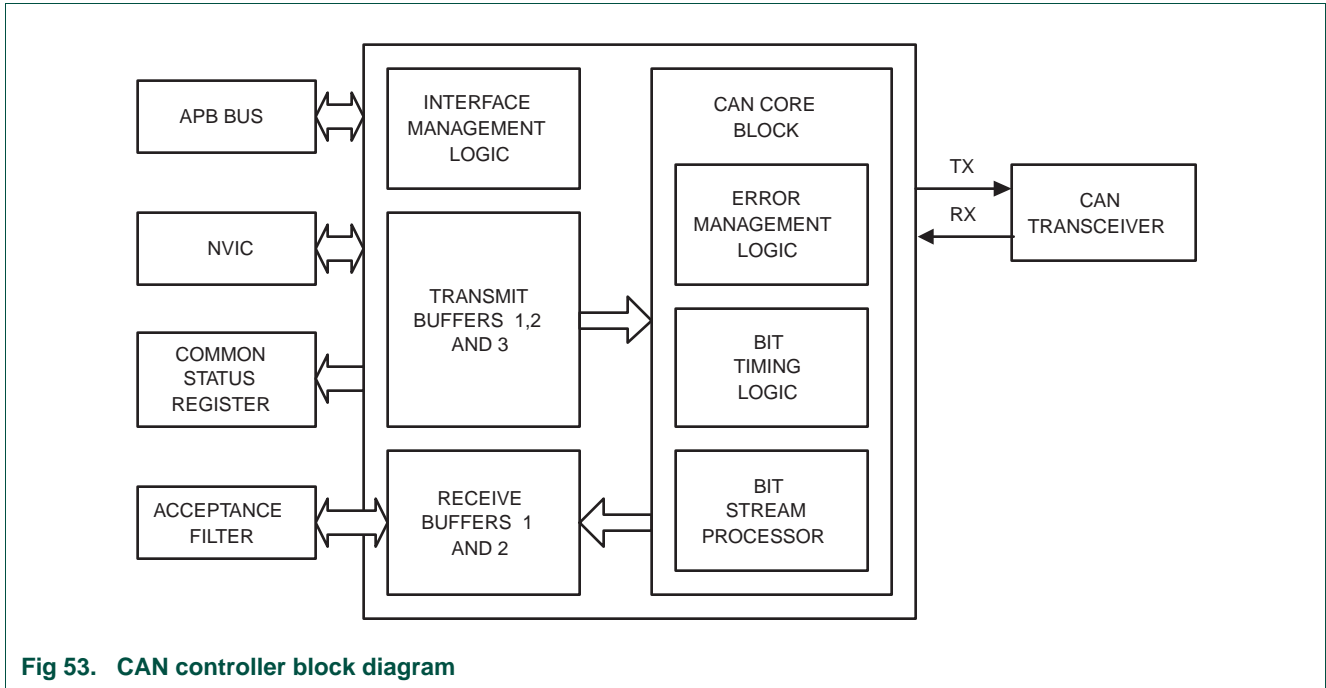 APB BUS
NVIC
COMMON
STATUS
REGISTER
ACCEPTANCE
FILTER
INTERFACE
MANAGEMENT
LOGIC
TRANSMIT
BUFFERS 1,2
AND 3
RECEIVE
BUFFERS 1
AND 2
CAN CORE
BLOCK
ERROR
MANAGEMENT
LOGIC
BIT
TIMING
LOGIC
BIT
STREAM
PROCESSOR
TX
RX
CAN
TRANSCEIVER
Fig 53. CAN controller block diagram